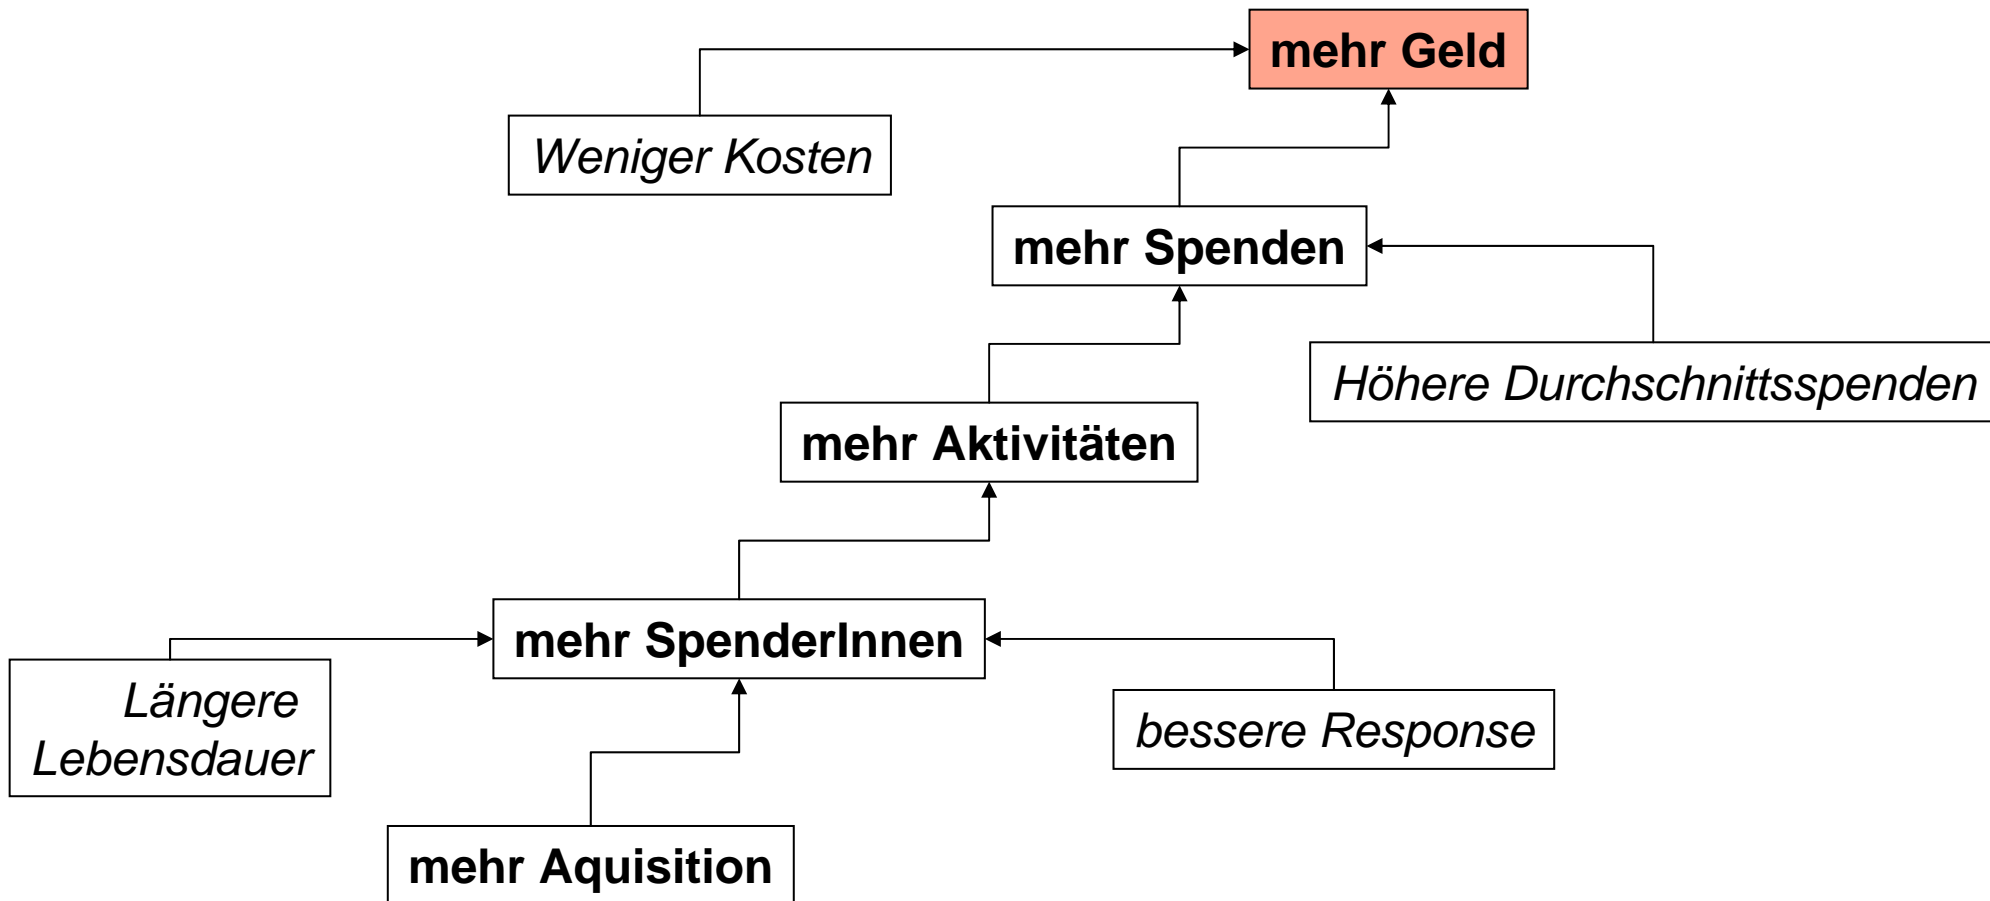 mehr Geld
Weniger Kosten
mehr Spenden
Höhere Durchschnittsspenden
mehr Aktivitäten
mehr SpenderInnen
Längere
Lebensdauer
bessere Response
mehr Aquisition